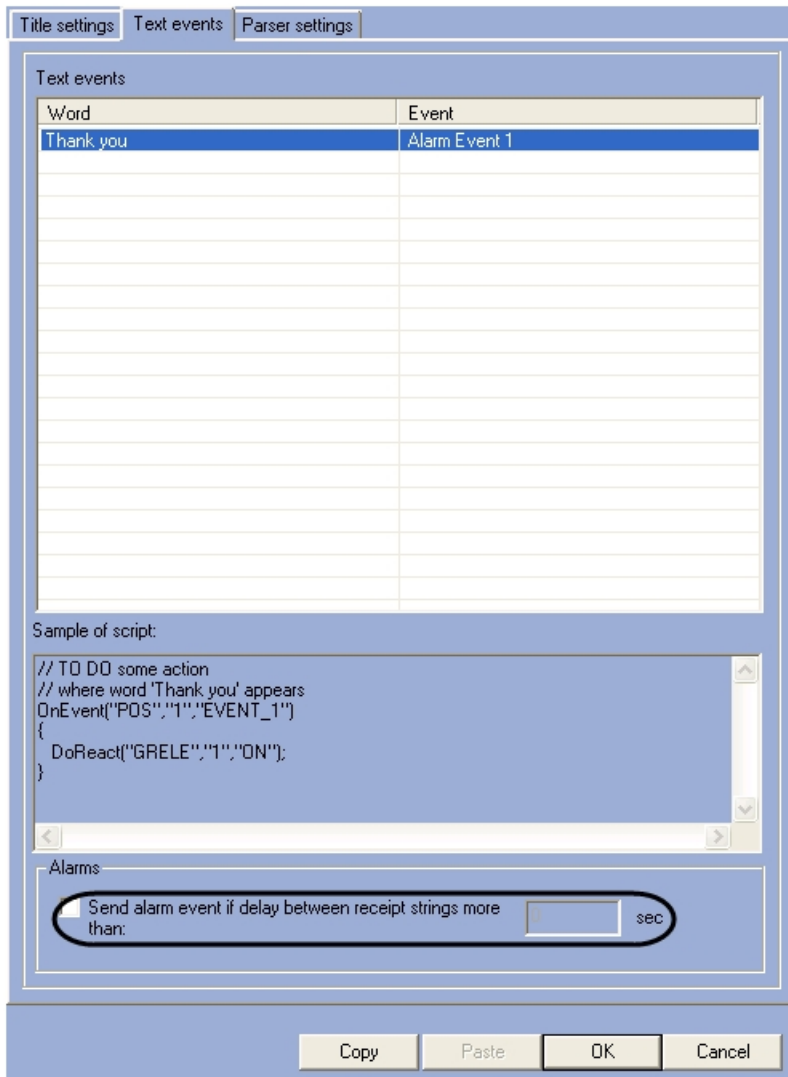 Title settings Text events Parser settings
Text events
Word Event
Thank you Alarm Event 1
Sample of script:
// TO DO some action
// where word 'Thank you' appears
OnEvent("POS","1","EVENT_1")
{
DoReact("GRELE","1","ON");
}
Alarms
Send alarm event if delay between receipt strings more
than:
sec
Copy Paste OK Cancel